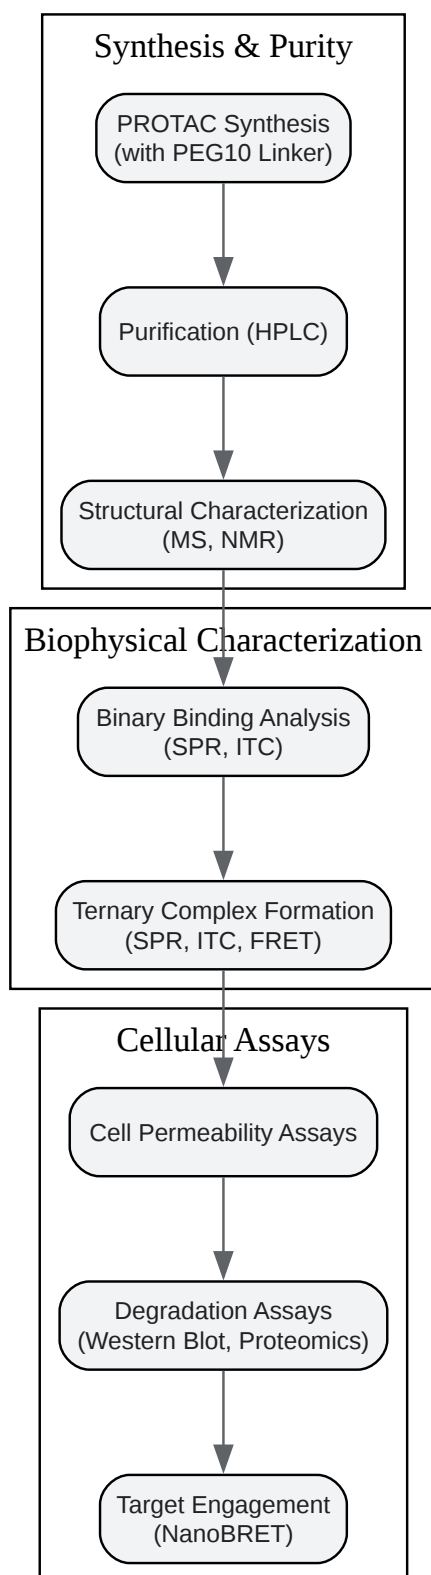 Synthesis & Purity
PROTAC Synthesis
(with PEG10 Linker)
Purification (HPLC)
Structural Characterization
(MS, NMR)
Biophysical Characterization
Binary Binding Analysis
(SPR, ITC)
Ternary Complex Formation
(SPR, ITC, FRET)
Cellular Assays
Cell Permeability Assays
Degradation Assays
(Western Blot, Proteomics)
Target Engagement
(NanoBRET)